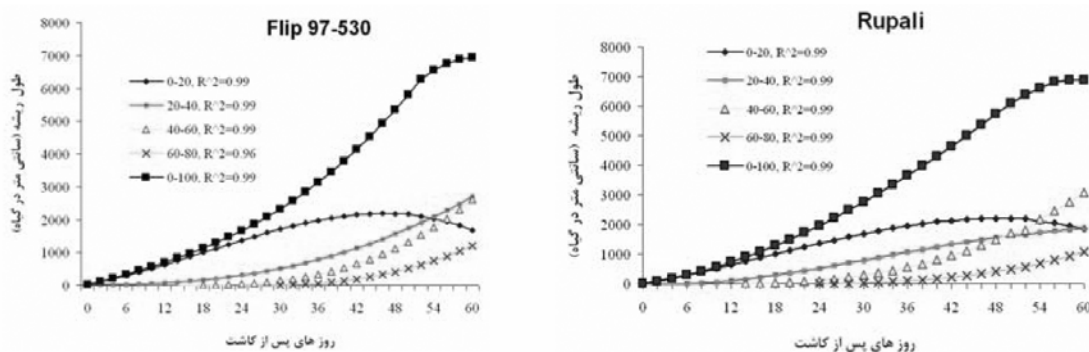 Flip 97-530
8000
7000
6000
5000
4000
3000
2000
1000
0
طول ریشه (سانتی متر در گیاه)
0-20, R^2=0.99
20-40, R^2=0.99
40-60, R^2=0.99
60-80, R^2=0.96
0-100, R^2=0.99
0 6 12 18 24 30 36 42 48 54 60
روز های پس از کاشت
Rupali
8000
7000
6000
5000
4000
3000
2000
1000
0
طول ریشه (سانتی متر در گیاه)
0-20, R^2=0.99
20-40, R^2=0.99
40-60, R^2=0.99
60-80, R^2=0.99
0-100, R^2=0.99
0 6 12 18 24 30 36 42 48 54 60
روز های پس از کاشت